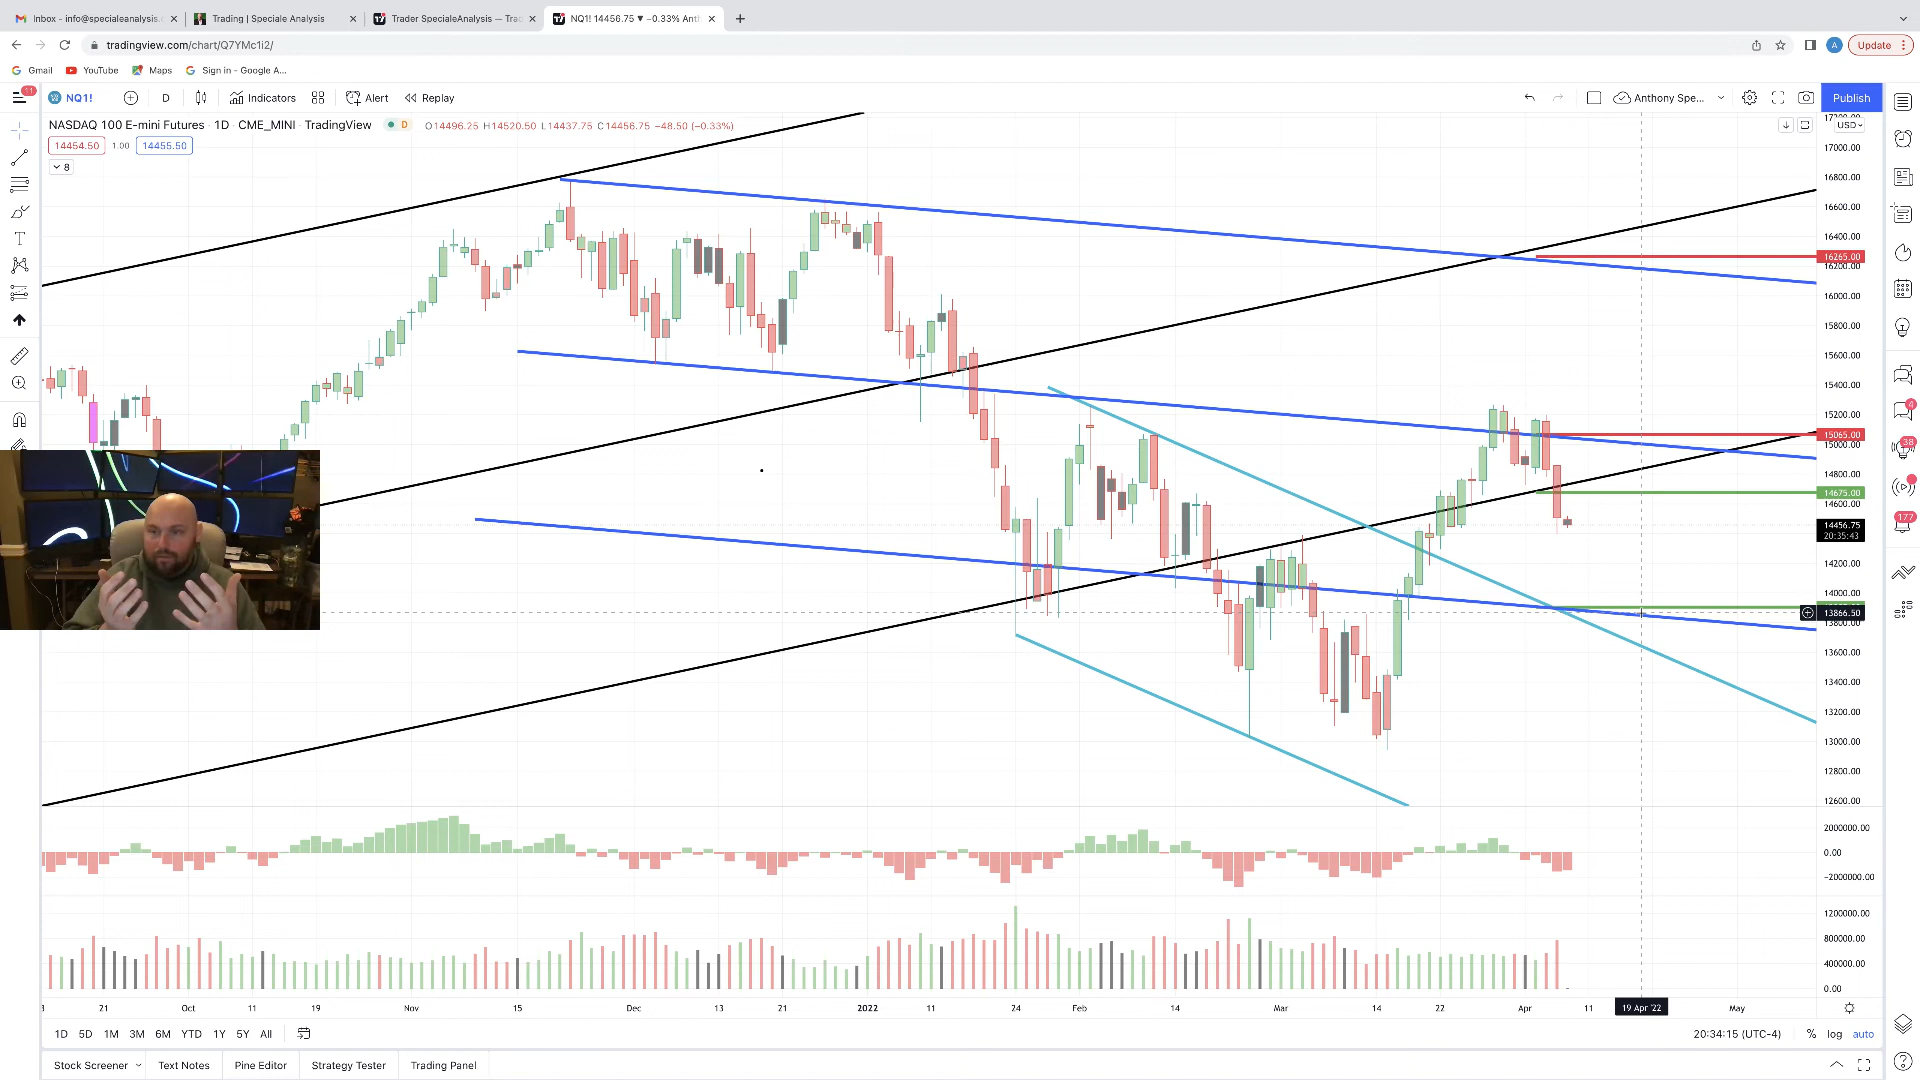 Inbox - info@specialeanalysis.c
Trading | Speciale Analysis
Trader SpecialeAnalysis — Trad
NQ1! 14456.75 ▼ −0.33% Anth
tradingview.com/chart/Q7YMc1i2/
A
Update
Gmail
YouTube
Maps
Sign in - Google A...
11
NQ1!
D
Indicators
Alert
Replay
Anthony Spe...
Publish
NASDAQ 100 E-mini Futures · 1D · CME_MINI · TradingView
D
O14496.25 H14520.50 L14437.75 C14456.75 −48.50 (−0.33%)
USD
14454.50
1.00
14455.50
8
17200.00
17000.00
16800.00
16600.00
16400.00
16265.00
16200.00
16000.00
15800.00
15600.00
15400.00
15200.00
15065.00
15000.00
14800.00
14675.00
14600.00
14456.75
20:35:43
14200.00
14000.00
13866.50
13800.00
13600.00
13400.00
13200.00
13000.00
12800.00
12600.00
2000000.00
0.00
−2000000.00
1200000.00
800000.00
400000.00
0.00
4
38
177
21
Oct
11
19
Nov
15
Dec
13
21
2022
11
24
Feb
14
Mar
14
22
Apr
11
19 Apr '22
May
1D
5D
1M
3M
6M
YTD
1Y
5Y
All
20:34:15 (UTC-4)
%
log
auto
Stock Screener
Text Notes
Pine Editor
Strategy Tester
Trading Panel